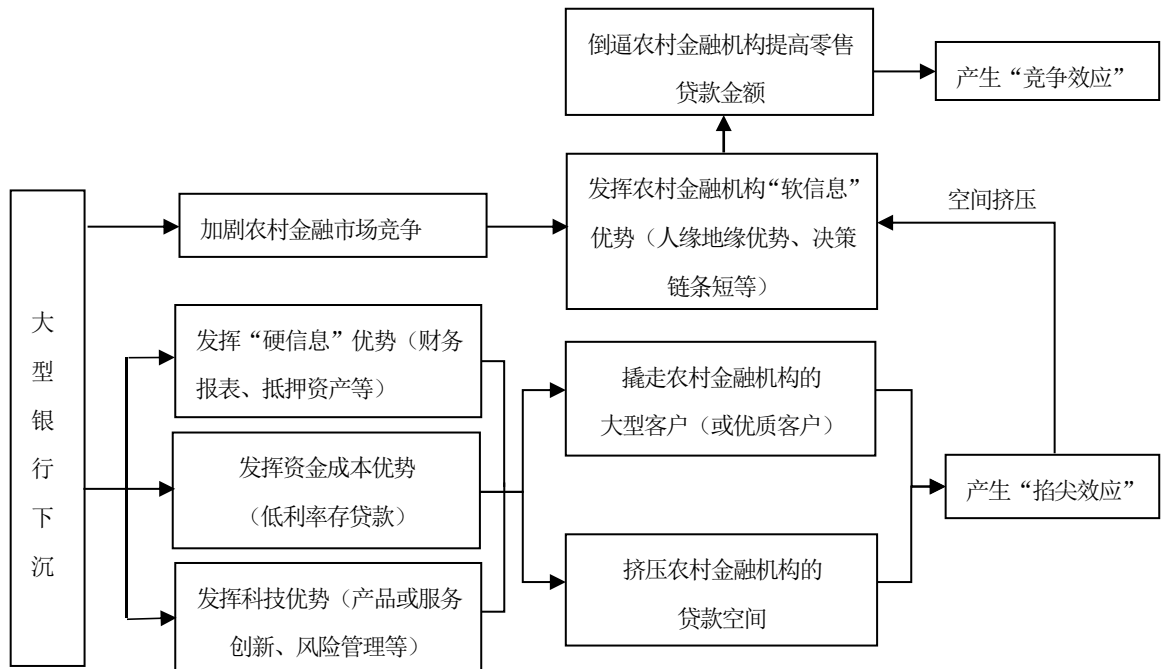 倒逼农村金融机构提高零售
贷款金额
产生“竞争效应”
大
型
银
行
下
沉
加剧农村金融市场竞争
发挥农村金融机构“软信息”
优势（人缘地缘优势、决策
链条短等）
空间挤压
发挥“硬信息”优势（财务
报表、抵押资产等）
发挥资金成本优势
（低利率存贷款）
发挥科技优势（产品或服务
创新、风险管理等）
撬走农村金融机构的
大型客户（或优质客户）
挤压农村金融机构的
贷款空间
产生“掐尖效应”